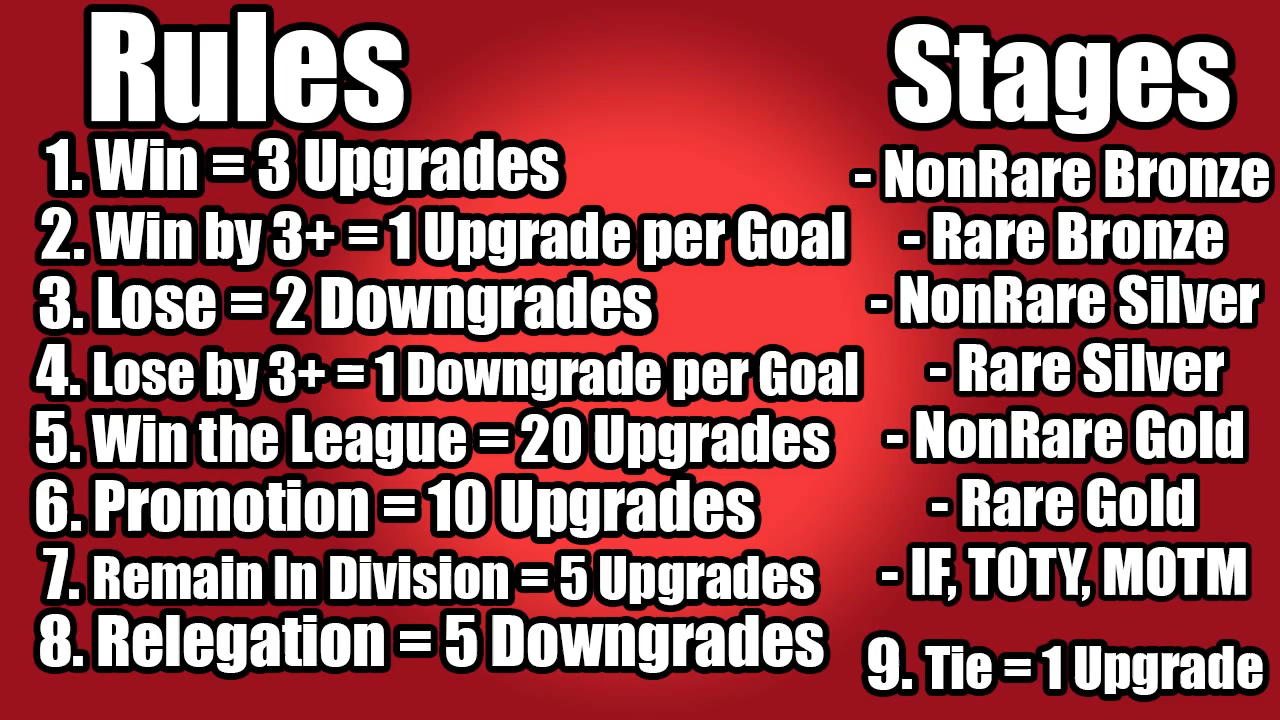 Rules
1. Win = 3 Upgrades
2. Win by 3+ = 1 Upgrade per Goal
3. Lose = 2 Downgrades
4. Lose by 3+ = 1 Downgrade per Goal
5. Win the League = 20 Upgrades
6. Promotion = 10 Upgrades
7. Remain In Division = 5 Upgrades
8. Relegation = 5 Downgrades
Stages
- NonRare Bronze
- Rare Bronze
- NonRare Silver
- Rare Silver
- NonRare Gold
- Rare Gold
- IF, TOTY, MOTM
9. Tie = 1 Upgrade